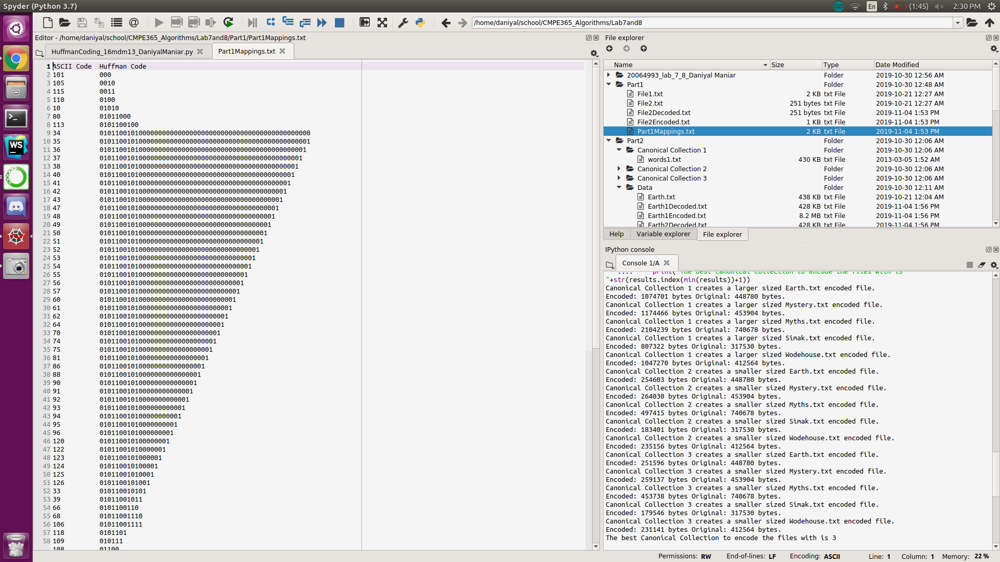 Spyder (Python 3.7)
En (1:45) 2:30 PM
/home/daniyal/school/CMPE365_Algorithms/Lab7and8
Editor - /home/daniyal/school/CMPE365_Algorithms/Lab7and8/Part1/Part1Mappings.txt
HuffmanCoding_16mdm13_DaniyalManiar.py Part1Mappings.txt
1 ASCII Code Huffman Code
2 101 000
3 105 0010
4 115 0011
5 110 0100
6 10 01010
7 80 01011000
8 113 0101100100
9 34 010110010100000000000000000000000000000000000000000000
10 35 010110010100000000000000000000000000000000000000000001
11 36 01011001010000000000000000000000000000000000000000001
12 37 0101100101000000000000000000000000000000000000000001
13 38 010110010100000000000000000000000000000000000000001
14 40 01011001010000000000000000000000000000000000000001
15 41 0101100101000000000000000000000000000000000000001
16 42 010110010100000000000000000000000000000000000001
17 43 01011001010000000000000000000000000000000000001
18 47 0101100101000000000000000000000000000000000001
19 48 010110010100000000000000000000000000000000001
20 49 01011001010000000000000000000000000000000001
21 50 0101100101000000000000000000000000000000001
22 51 010110010100000000000000000000000000000001
23 52 01011001010000000000000000000000000000001
24 53 0101100101000000000000000000000000000001
25 54 010110010100000000000000000000000000001
26 55 01011001010000000000000000000000000001
27 56 0101100101000000000000000000000000001
28 57 010110010100000000000000000000000001
29 60 01011001010000000000000000000000001
30 61 0101100101000000000000000000000001
31 62 010110010100000000000000000000001
32 64 01011001010000000000000000000001
33 70 0101100101000000000000000000001
34 74 010110010100000000000000000001
35 75 01011001010000000000000000001
36 81 0101100101000000000000000001
37 86 010110010100000000000000001
38 88 01011001010000000000000001
39 90 0101100101000000000000001
40 91 010110010100000000000001
41 92 01011001010000000000001
42 93 0101100101000000000001
43 94 010110010100000000001
44 95 01011001010000000001
45 96 0101100101000000001
46 120 010110010100000001
47 122 01011001010000001
48 123 0101100101000001
49 124 010110010100001
50 125 01011001010001
51 126 0101100101001
52 33 010110010101
53 39 01011001011
54 66 0101100110
55 68 01011001110
56 106 01011001111
57 118 0101101
58 109 010111
108 01100
File explorer
Name Size Type Date Modified
20064993_lab_7_8_Daniyal Maniar Folder 2019-10-30 12:56 AM
Part1 Folder 2019-10-30 12:48 AM
File1.txt 2 KB txt File 2019-10-21 12:27 AM
File2.txt 251 bytes txt File 2019-10-21 12:27 AM
File2Decoded.txt 251 bytes txt File 2019-11-04 1:53 PM
File2Encoded.txt 1 KB txt File 2019-11-04 1:53 PM
Part1Mappings.txt 2 KB txt File 2019-11-04 1:53 PM
Part2 Folder 2019-10-30 12:06 AM
Canonical Collection 1 Folder 2019-10-30 12:06 AM
words1.txt 430 KB txt File 2013-03-05 1:52 AM
Canonical Collection 2 Folder 2019-10-30 12:06 AM
Canonical Collection 3 Folder 2019-10-30 12:06 AM
Data Folder 2019-10-30 12:11 AM
Earth.txt 438 KB txt File 2019-10-21 12:04 AM
Earth1Decoded.txt 428 KB txt File 2019-11-04 1:56 PM
Earth1Encoded.txt 8.2 MB txt File 2019-11-04 1:56 PM
Earth2Decoded.txt 428 KB txt File 2019-11-04 1:56 PM
Help Variable explorer File explorer
IPython console
Console 1/A
....: print("The best Canonical Collection to encode the files with is
"+str(results.index(min(results))+1))
Canonical Collection 1 creates a larger sized Earth.txt encoded file.
Encoded: 1074701 bytes Original: 448780 bytes.
Canonical Collection 1 creates a larger sized Mystery.txt encoded file.
Encoded: 1174466 bytes Original: 453904 bytes.
Canonical Collection 1 creates a larger sized Myths.txt encoded file.
Encoded: 2104239 bytes Original: 740678 bytes.
Canonical Collection 1 creates a larger sized Simak.txt encoded file.
Encoded: 807322 bytes Original: 317530 bytes.
Canonical Collection 1 creates a larger sized Wodehouse.txt encoded file.
Encoded: 1047270 bytes Original: 412564 bytes.
Canonical Collection 2 creates a smaller sized Earth.txt encoded file.
Encoded: 254603 bytes Original: 448780 bytes.
Canonical Collection 2 creates a smaller sized Mystery.txt encoded file.
Encoded: 264030 bytes Original: 453904 bytes.
Canonical Collection 2 creates a smaller sized Myths.txt encoded file.
Encoded: 497415 bytes Original: 740678 bytes.
Canonical Collection 2 creates a smaller sized Simak.txt encoded file.
Encoded: 183401 bytes Original: 317530 bytes.
Canonical Collection 2 creates a smaller sized Wodehouse.txt encoded file.
Encoded: 235156 bytes Original: 412564 bytes.
Canonical Collection 3 creates a smaller sized Earth.txt encoded file.
Encoded: 251596 bytes Original: 448780 bytes.
Canonical Collection 3 creates a smaller sized Mystery.txt encoded file.
Encoded: 259137 bytes Original: 453904 bytes.
Canonical Collection 3 creates a smaller sized Myths.txt encoded file.
Encoded: 453738 bytes Original: 740678 bytes.
Canonical Collection 3 creates a smaller sized Simak.txt encoded file.
Encoded: 179546 bytes Original: 317530 bytes.
Canonical Collection 3 creates a smaller sized Wodehouse.txt encoded file.
Encoded: 231141 bytes Original: 412564 bytes.
The best Canonical Collection to encode the files with is 3
Permissions: RW End-of-lines: LF Encoding: ASCII Line: 1 Column: 1 Memory: 22 %